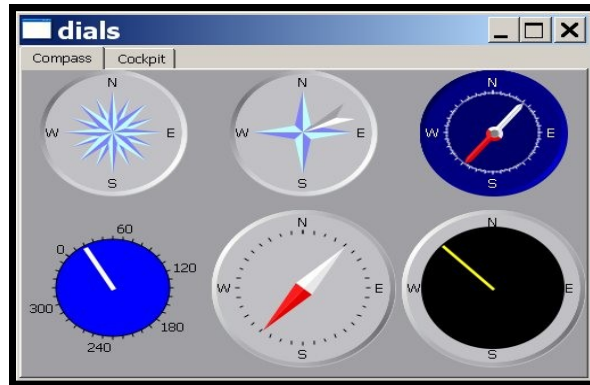 dials
Compass Cockpit
N N N
W E W E W E
S S S
60
0
120
300
180
240
N N
W E W E
S S